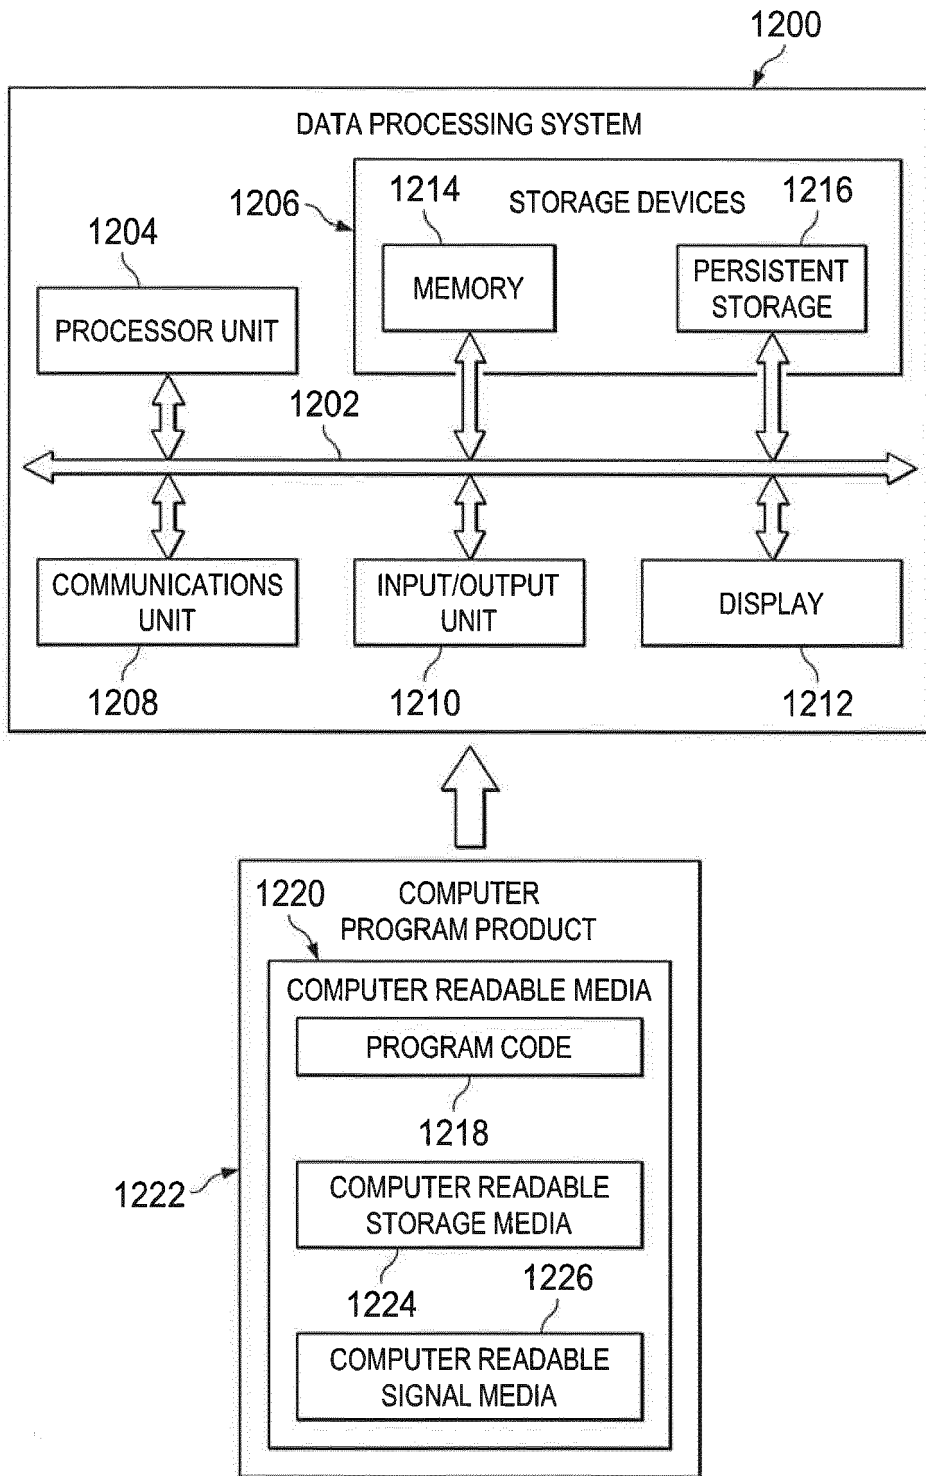 1200
DATA PROCESSING SYSTEM
1206
1214
STORAGE DEVICES
1216
1204
MEMORY
PERSISTENT
STORAGE
PROCESSOR UNIT
1202
COMMUNICATIONS
UNIT
INPUT/OUTPUT
UNIT
DISPLAY
1208
1210
1212
1220
COMPUTER
PROGRAM PRODUCT
COMPUTER READABLE MEDIA
PROGRAM CODE
1218
1222
COMPUTER READABLE
STORAGE MEDIA
1224
1226
COMPUTER READABLE
SIGNAL MEDIA